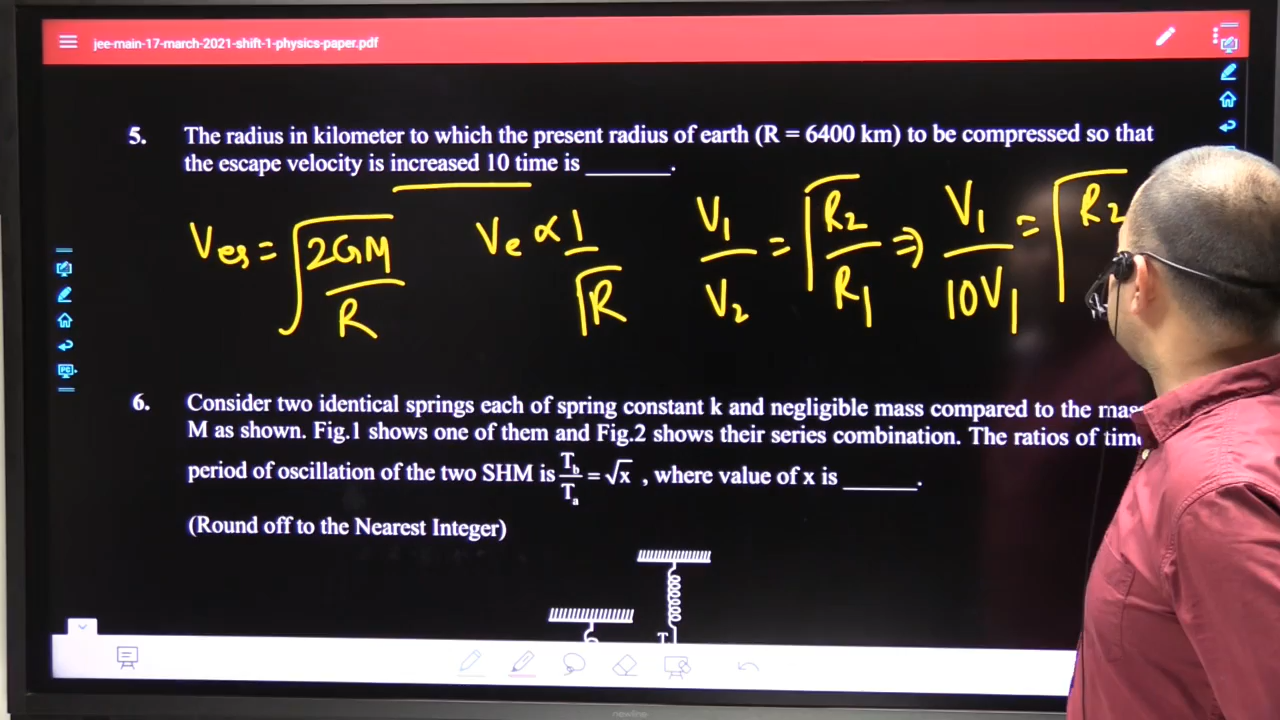 jee-main-17-march-2021-shift-1-physics-paper.pdf
5. The radius in kilometer to which the present radius of earth (R = 6400 km) to be compressed so that
the escape velocity is increased 10 time is ______.
Ves = √(2GM/R) Ve ∝ 1/√R V1/V2 = √(R2/R1) ⇒ V1/10V1 = √R2
6. Consider two identical springs each of spring constant k and negligible mass compared to the mass
M as shown. Fig.1 shows one of them and Fig.2 shows their series combination. The ratios of time
period of oscillation of the two SHM is Tb/Ta = √x , where value of x is ______.
(Round off to the Nearest Integer)
newline